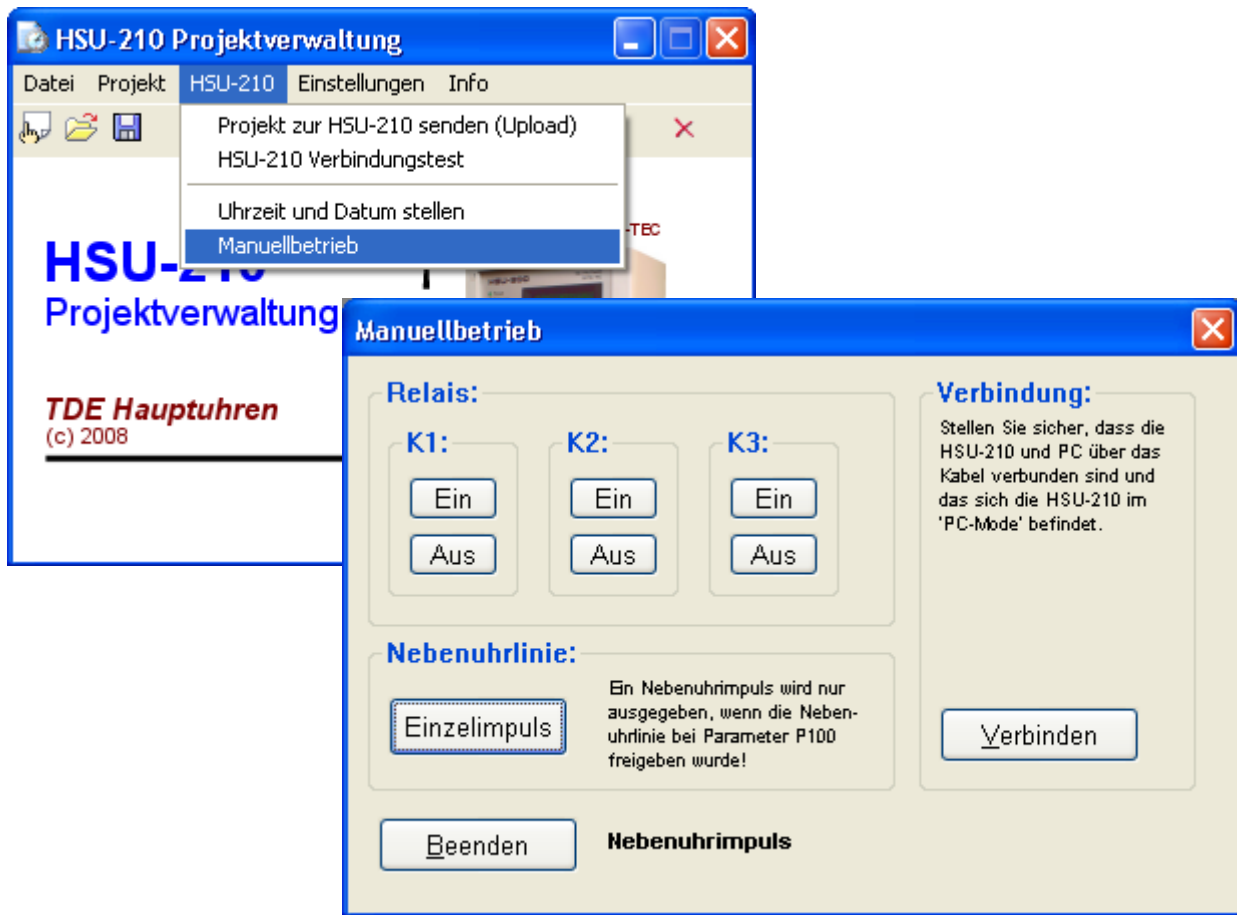 HSU-210 Projektverwaltung
Datei Projekt HSU-210 Einstellungen Info
Projekt zur HSU-210 senden (Upload)
HSU-210 Verbindungstest
Uhrzeit und Datum stellen
Manuellbetrieb
-TEC
HSU-210
Projektverwaltung
TDE Hauptuhren
(c) 2008
Manuellbetrieb
Relais:
K1: K2: K3:
Ein Ein Ein
Aus Aus Aus
Verbindung:
Stellen Sie sicher, dass die
HSU-210 und PC über das
Kabel verbunden sind und
das sich die HSU-210 im
'PC-Mode' befindet.
Verbinden
Nebenuhrlinie:
Einzelimpuls
Ein Nebenuhrimpuls wird nur
ausgegeben, wenn die Neben-
uhrlinie bei Parameter P100
freigeben wurde!
Beenden
Nebenuhrimpuls